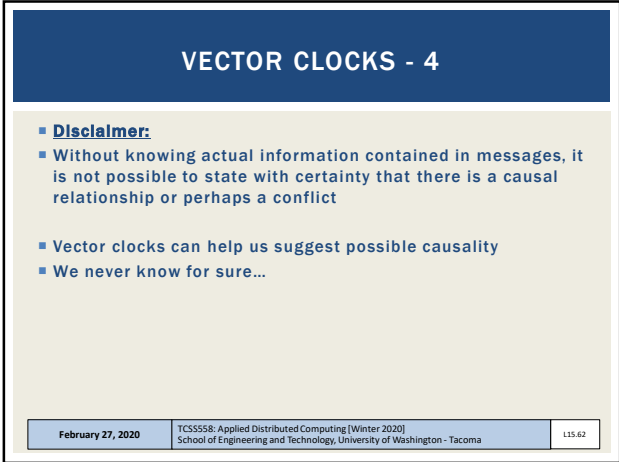 VECTOR CLOCKS - 4
Disclaimer:
Without knowing actual information contained in messages, it
is not possible to state with certainty that there is a causal
relationship or perhaps a conflict
Vector clocks can help us suggest possible causality
We never know for sure…
February 27, 2020
TCSS558: Applied Distributed Computing [Winter 2020]
School of Engineering and Technology, University of Washington - Tacoma
L15.62